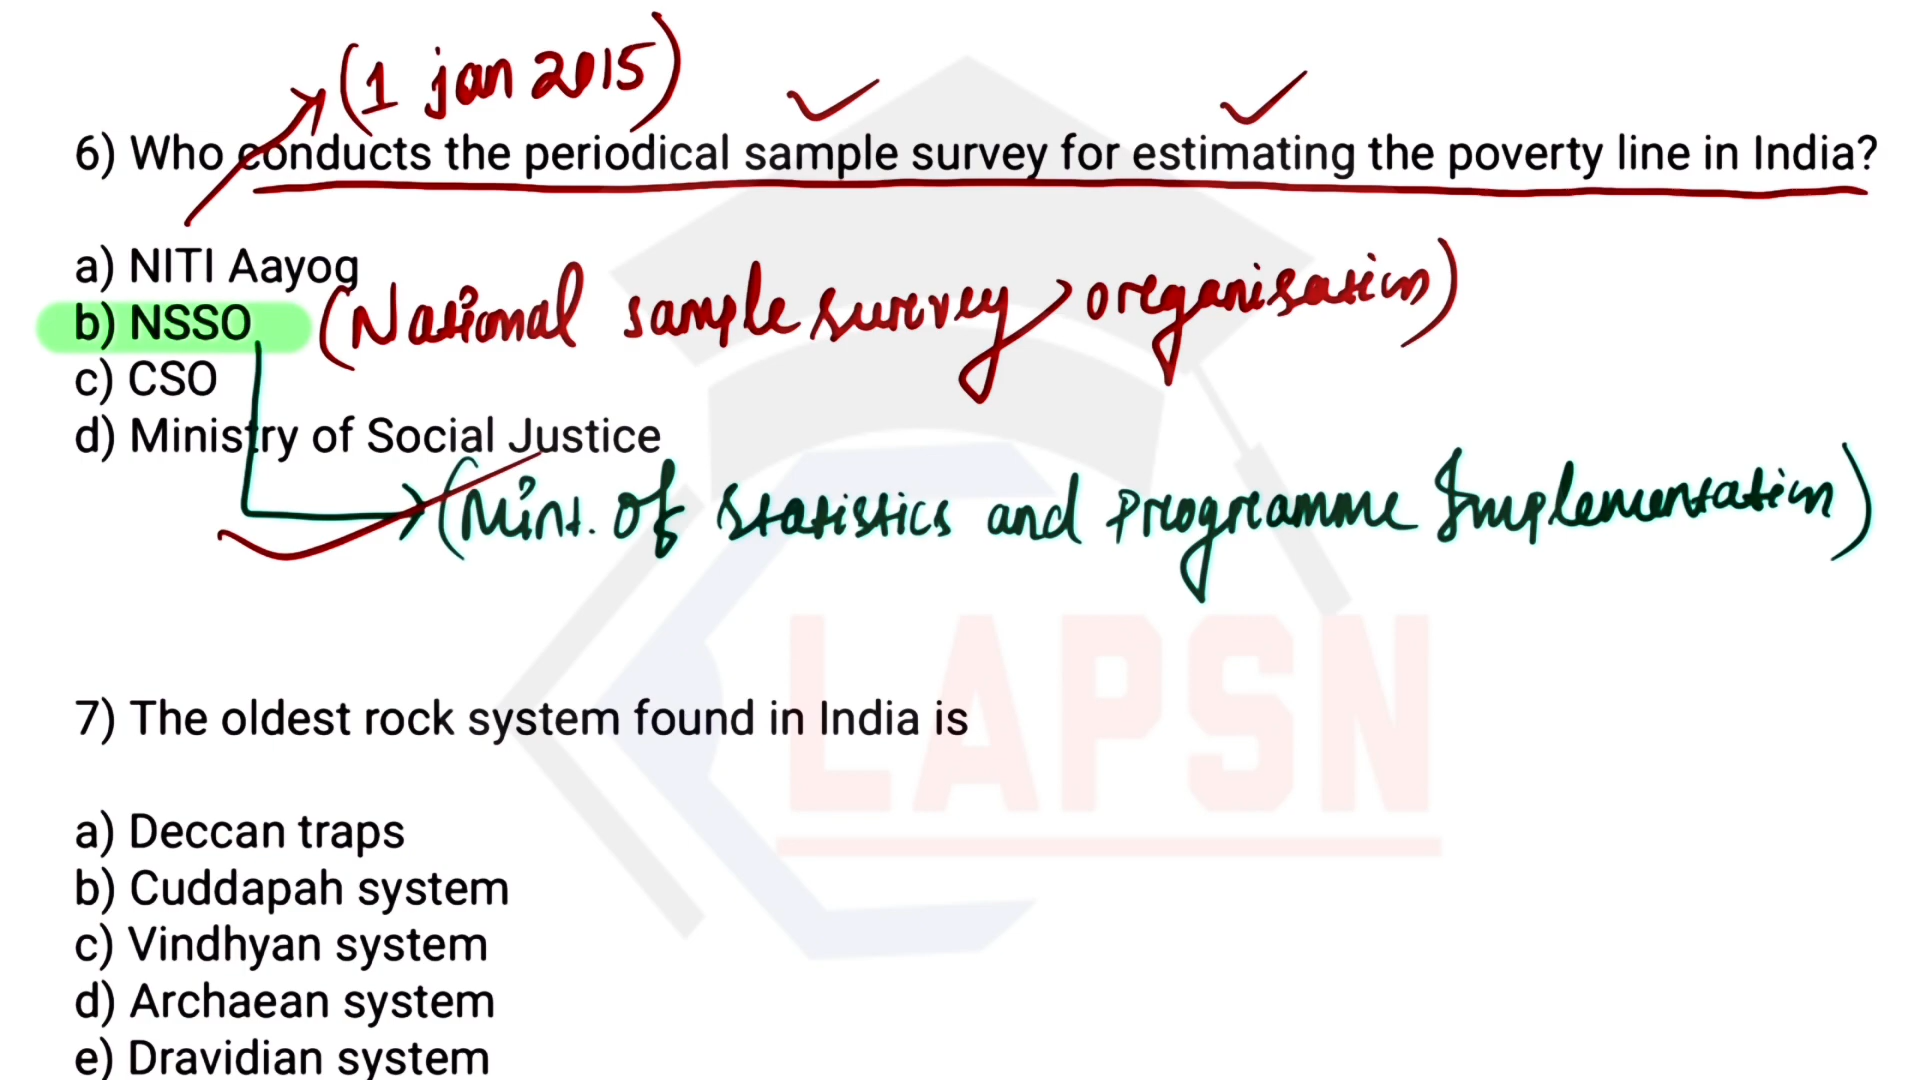 (1 jan 2015)
6) Who conducts the periodical sample survey for estimating the poverty line in India?
a) NITI Aayog
b) NSSO (National sample survey organisation)
c) CSO
d) Ministry of Social Justice
(Mint. of Statistics and Programme Implementation)
LAPSN
7) The oldest rock system found in India is
a) Deccan traps
b) Cuddapah system
c) Vindhyan system
d) Archaean system
e) Dravidian system